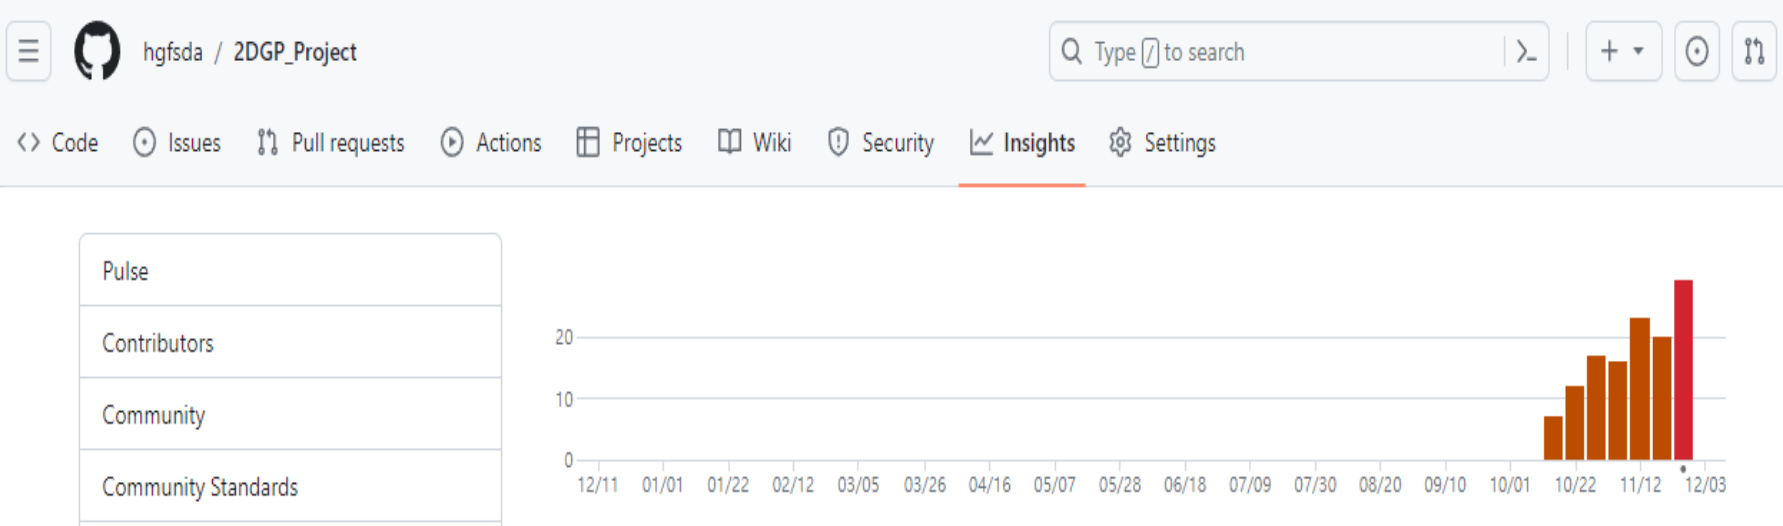 hgfsda / 2DGP_Project
Type / to search
Code Issues Pull requests Actions Projects Wiki Security Insights Settings
Pulse
Contributors
Community
Community Standards
20
10
0
12/11 01/01 01/22 02/12 03/05 03/26 04/16 05/07 05/28 06/18 07/09 07/30 08/20 09/10 10/01 10/22 11/12 12/03